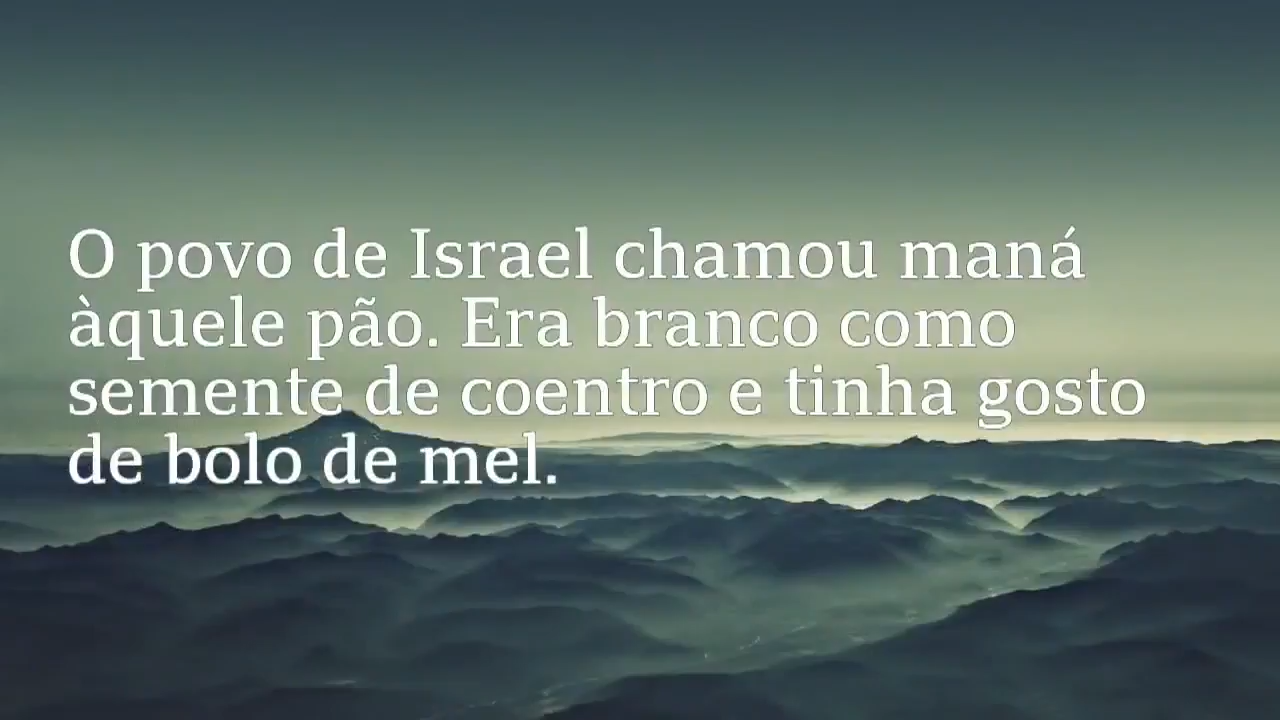 O povo de Israel chamou maná
àquele pão. Era branco como
semente de coentro e tinha gosto
de bolo de mel.